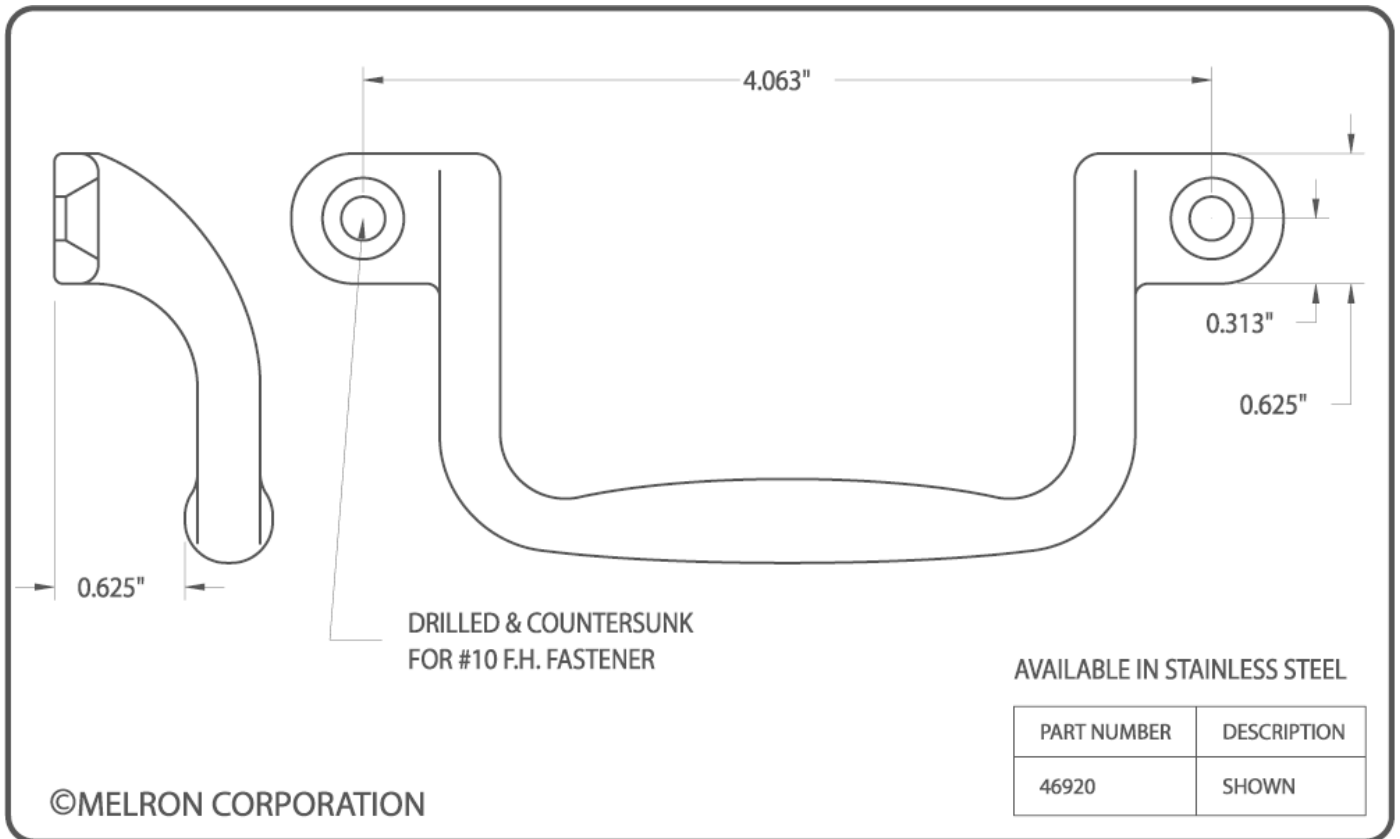 4.063"
0.313"
0.625"
0.625"
DRILLED & COUNTERSUNK
FOR #10 F.H. FASTENER
AVAILABLE IN STAINLESS STEEL
PART NUMBER DESCRIPTION
46920 SHOWN
©MELRON CORPORATION